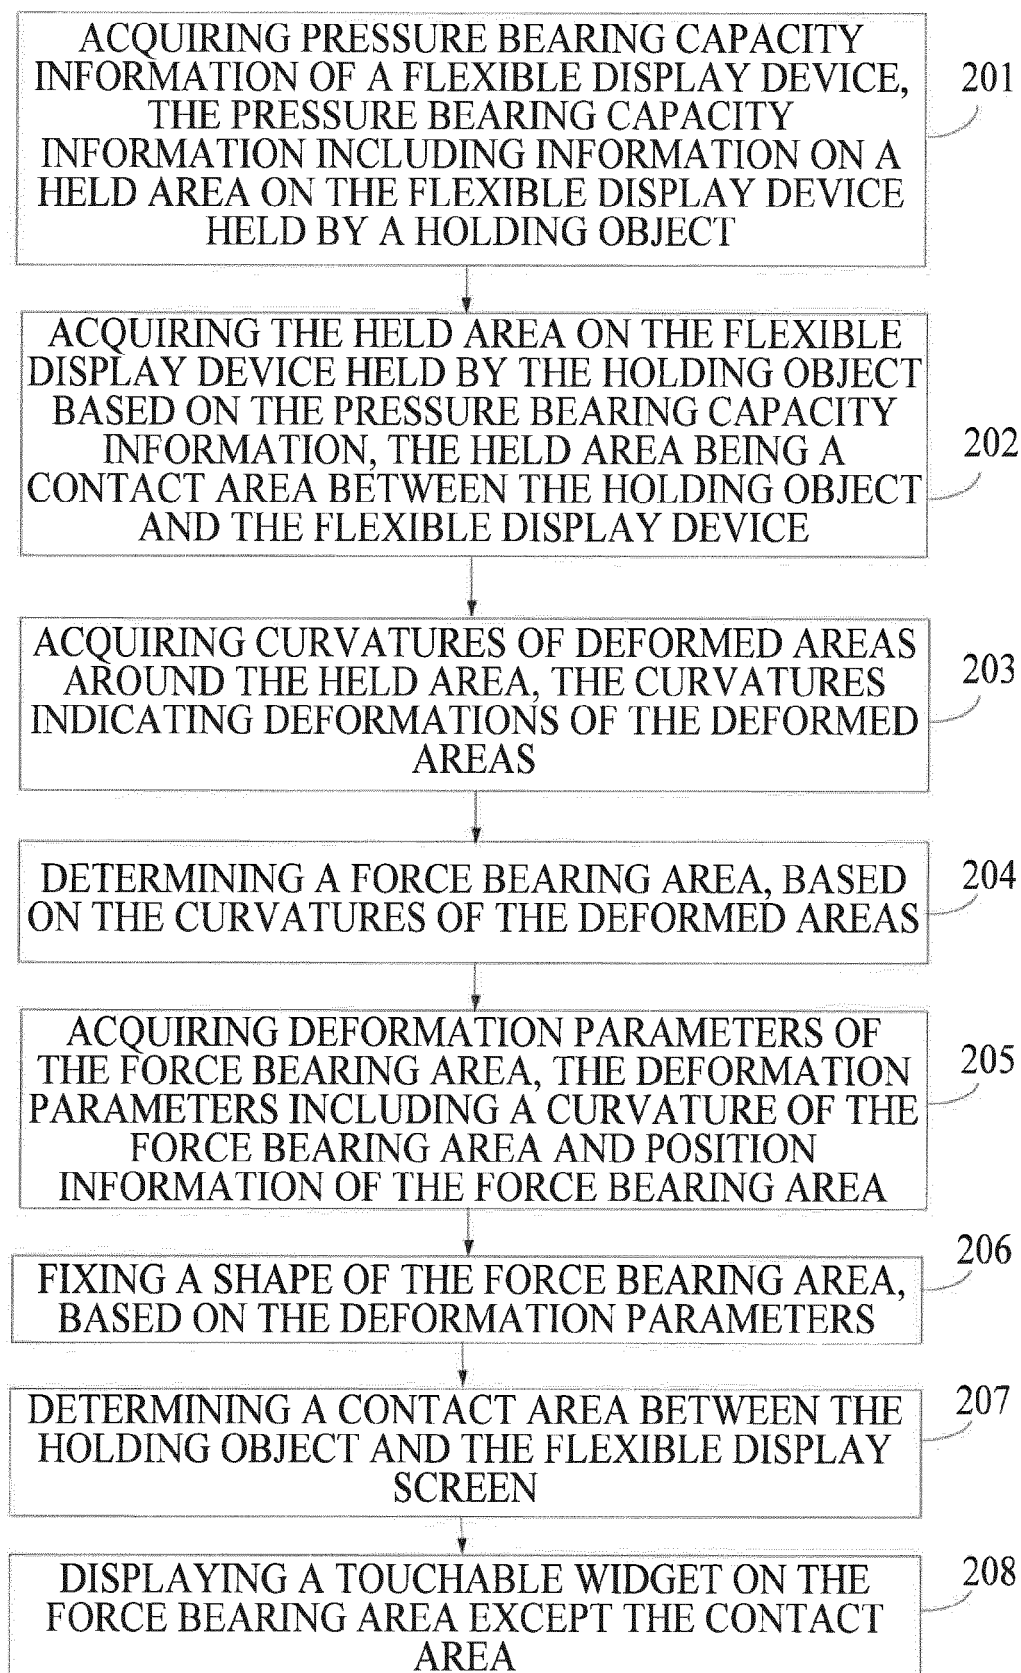 ACQUIRING PRESSURE BEARING CAPACITY
INFORMATION OF A FLEXIBLE DISPLAY DEVICE,
THE PRESSURE BEARING CAPACITY
INFORMATION INCLUDING INFORMATION ON A
HELD AREA ON THE FLEXIBLE DISPLAY DEVICE
HELD BY A HOLDING OBJECT
201
ACQUIRING THE HELD AREA ON THE FLEXIBLE
DISPLAY DEVICE HELD BY THE HOLDING OBJECT
BASED ON THE PRESSURE BEARING CAPACITY
INFORMATION, THE HELD AREA BEING A
CONTACT AREA BETWEEN THE HOLDING OBJECT
AND THE FLEXIBLE DISPLAY DEVICE
202
ACQUIRING CURVATURES OF DEFORMED AREAS
AROUND THE HELD AREA, THE CURVATURES
INDICATING DEFORMATIONS OF THE DEFORMED
AREAS
203
DETERMINING A FORCE BEARING AREA, BASED
ON THE CURVATURES OF THE DEFORMED AREAS
204
ACQUIRING DEFORMATION PARAMETERS OF
THE FORCE BEARING AREA, THE DEFORMATION
PARAMETERS INCLUDING A CURVATURE OF THE
FORCE BEARING AREA AND POSITION
INFORMATION OF THE FORCE BEARING AREA
205
FIXING A SHAPE OF THE FORCE BEARING AREA,
BASED ON THE DEFORMATION PARAMETERS
206
DETERMINING A CONTACT AREA BETWEEN THE
HOLDING OBJECT AND THE FLEXIBLE DISPLAY
SCREEN
207
DISPLAYING A TOUCHABLE WIDGET ON THE
FORCE BEARING AREA EXCEPT THE CONTACT
AREA
208